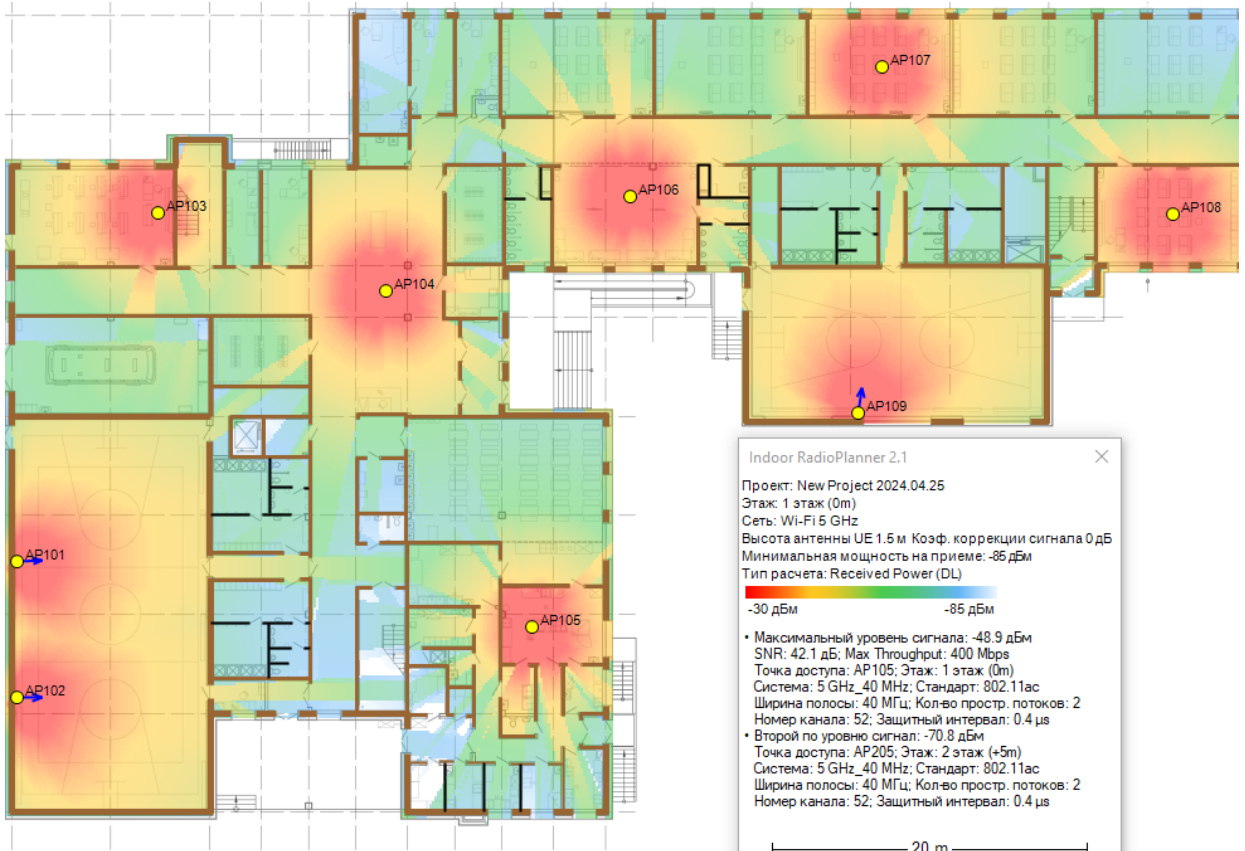 AP107
AP106
AP103
AP108
AP104
AP109
AP101
AP105
AP102
Indoor RadioPlanner 2.1
Проект: New Project 2024.04.25
Этаж: 1 этаж (0m)
Сеть: Wi-Fi 5 GHz
Высота антенны UE 1.5 м Коэф. коррекции сигнала 0 дБ
Минимальная мощность на приеме: -85 дБм
Тип расчета: Received Power (DL)
-30 дБм -85 дБм
• Максимальный уровень сигнала: -48.9 дБм
SNR: 42.1 дБ; Max Throughput: 400 Mbps
Точка доступа: AP105; Этаж: 1 этаж (0m)
Система: 5 GHz_40 MHz; Стандарт: 802.11ac
Ширина полосы: 40 МГц; Кол-во простр. потоков: 2
Номер канала: 52; Защитный интервал: 0.4 µs
• Второй по уровню сигнал: -70.8 дБм
Точка доступа: AP205; Этаж: 2 этаж (+5m)
Система: 5 GHz_40 MHz; Стандарт: 802.11ac
Ширина полосы: 40 МГц; Кол-во простр. потоков: 2
Номер канала: 52; Защитный интервал: 0.4 µs
20 m